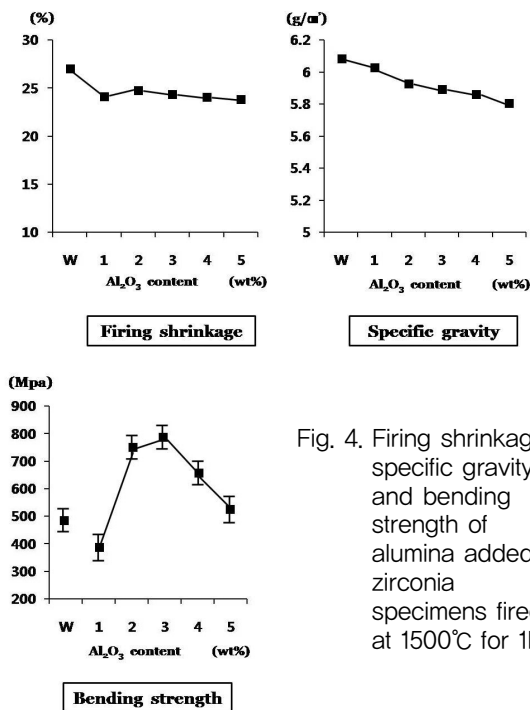 (%)
30
25
20
15
10
W 1 2 3 4 5
Al₂O₃ content (wt%)
Firing shrinkage
(g/㎤)
6.2
6
5.8
5.6
5.4
5.2
5
W 1 2 3 4 5
Al₂O₃ content (wt%)
Specific gravity
(Mpa)
900
800
700
600
500
400
300
200
W 1 2 3 4 5
Al₂O₃ content (wt%)
Bending strength
Fig. 4. Firing shrinkag
specific gravity
and bending
strength of
alumina added
zirconia
specimens fire
at 1500℃ for 1